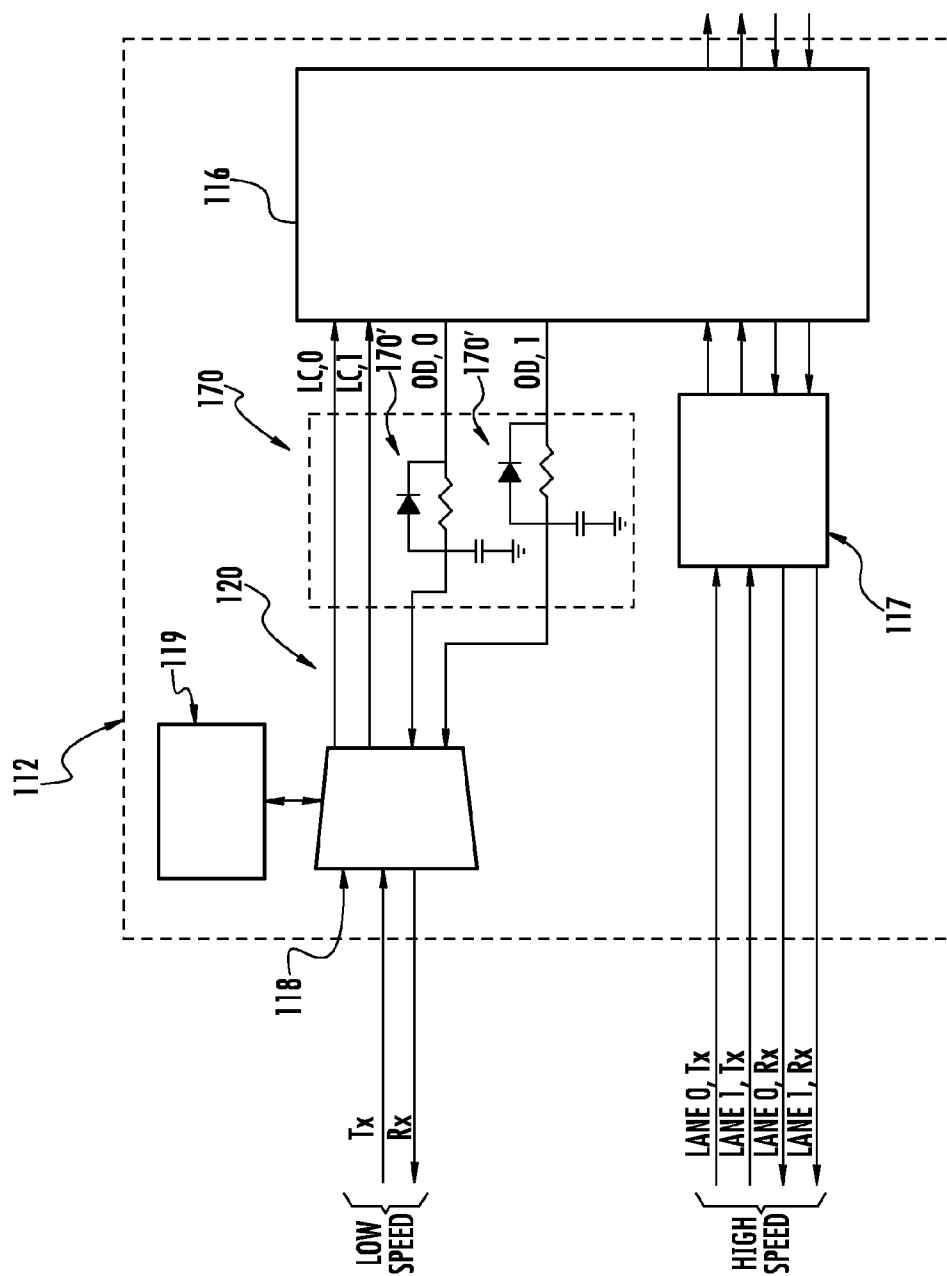 112
119
120
170
116
LC,0
LC,1
170'
OD, 0
170'
OD, 1
118
117
LOW
SPEED
Tx
Rx
HIGH
SPEED
LANE 0, Tx
LANE 1, Tx
LANE 0, Rx
LANE 1, Rx